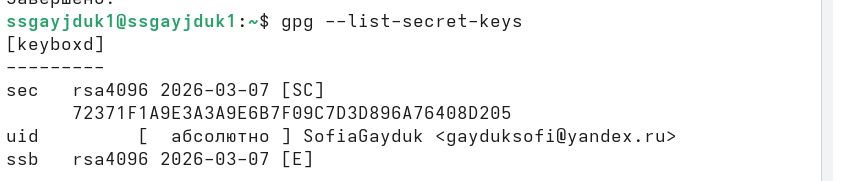 Завершено.
ssgayjduk1@ssgayjduk1:~$ gpg --list-secret-keys
[keyboxd]
---------
sec   rsa4096 2026-03-07 [SC]
      72371F1A9E3A3A9E6B7F09C7D3D896A76408D205
uid         [  абсолютно ] SofiaGayduk <gayduksofi@yandex.ru>
ssb   rsa4096 2026-03-07 [E]